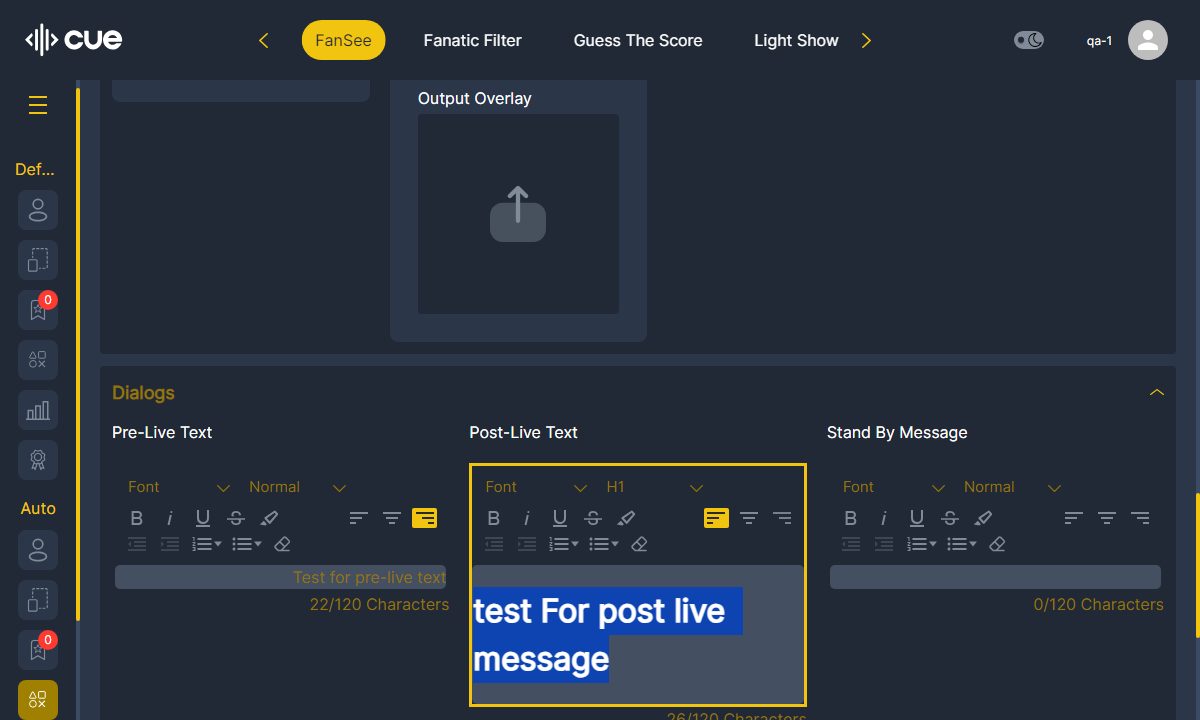 cue
FanSee
Fanatic Filter
Guess The Score
Light Show
qa-1
Def...
0
Auto
0
Output Overlay
Dialogs
Pre-Live Text
Post-Live Text
Stand By Message
Font
Normal
Font
H1
Font
Normal
Test for pre-live text
22/120 Characters
test For post live
message
26/120 Characters
0/120 Characters